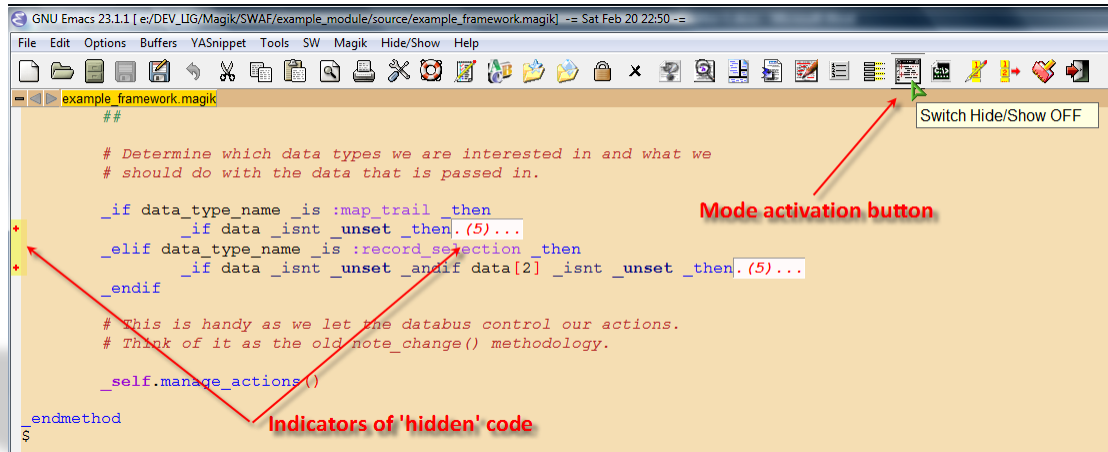 GNU Emacs 23.1.1 [ e:/DEV_LIG/Magik/SWAF/example_module/source/example_framework.magik] -= Sat Feb 20 22:50 -=
File Edit Options Buffers YASnippet Tools SW Magik Hide/Show Help
example_framework.magik
Switch Hide/Show OFF
##
# Determine which data types we are interested in and what we
# should do with the data that is passed in.
_if data_type_name _is :map_trail _then
Mode activation button
_if data _isnt _unset _then.(5)...
_elif data_type_name _is :record_selection _then
_if data _isnt _unset _andif data[2] _isnt _unset _then.(5)...
_endif
# This is handy as we let the databus control our actions.
# Think of it as the old note_change() methodology.
_self.manage_actions()
_endmethod
Indicators of 'hidden' code
$